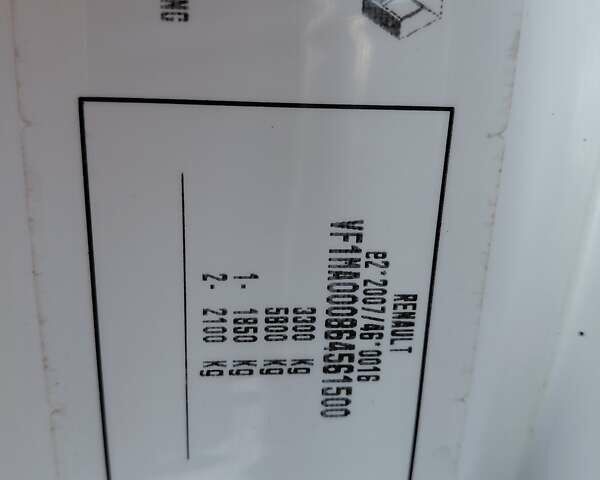 RENAULT
e2*2007/46*0016
VF1MA000864561500
3300 Kg
5800 Kg
1- 1850 Kg
2- 2100 Kg